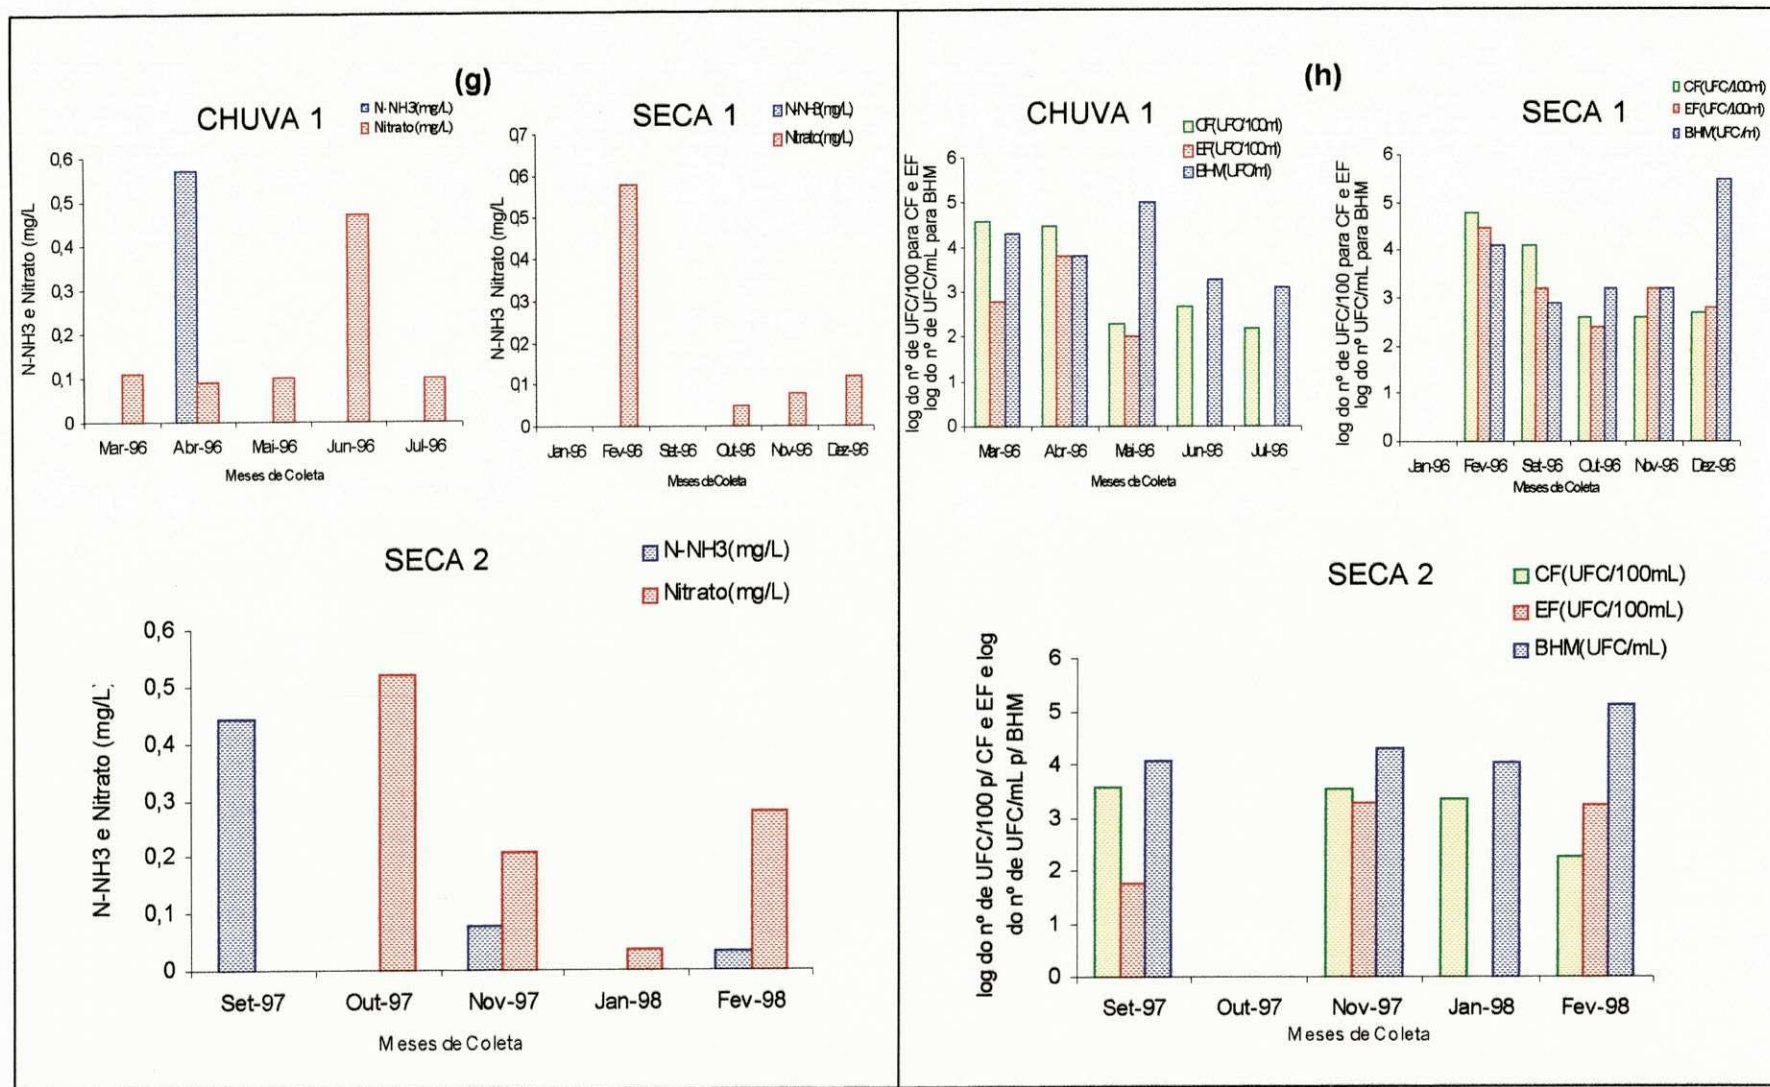 (g)
CHUVA 1
N-NH3(mg/L)
Nitrato(mg/L)
N-NH3 e Nitrato (mg/L
0,6
0,5
0,4
0,3
0,2
0,1
0
Mar-96 Abr-96 Mai-96 Jun-96 Jul-96
Meses de Coleta
SECA 1
N-NH3(mg/L)
Nitrato(mg/L)
N-NH3 Nitrato (mg/L
0,7
0,6
0,5
0,4
0,3
0,2
0,1
0
Jan-96 Fev-96 Set-96 Out-96 Nov-96 Dez-96
Meses de Coleta
SECA 2
N-NH3(mg/L)
Nitrato(mg/L)
N-NH3 e Nitrato (mg/L)
0,6
0,5
0,4
0,3
0,2
0,1
0
Set-97 Out-97 Nov-97 Jan-98 Fev-98
Meses de Coleta
(h)
CHUVA 1
CF(UFC/100ml)
EF(UFC/100ml)
BHM(UFC/ml)
log do nº de UFC/100 para CF e EF
log do nº de UFC/mL para BHM
6
5
4
3
2
1
0
Mar-96 Abr-96 Mai-96 Jun-96 Jul-96
Meses de Coleta
SECA 1
CF(UFC/100ml)
EF(UFC/100ml)
BHM(UFC/ml)
log do nº de UFC/100 para CF e EF
log do nº UFC/mL para BHM
6
5
4
3
2
1
0
Jan-96 Fev-96 Set-96 Out-96 Nov-96 Dez-96
Meses de Coleta
SECA 2
CF(UFC/100mL)
EF(UFC/100mL)
BHM(UFC/mL)
log do nº de UFC/100 p/ CF e EF e log
do nº de UFC/mL p/ BHM
6
5
4
3
2
1
0
Set-97 Out-97 Nov-97 Jan-98 Fev-98
Meses de Coleta